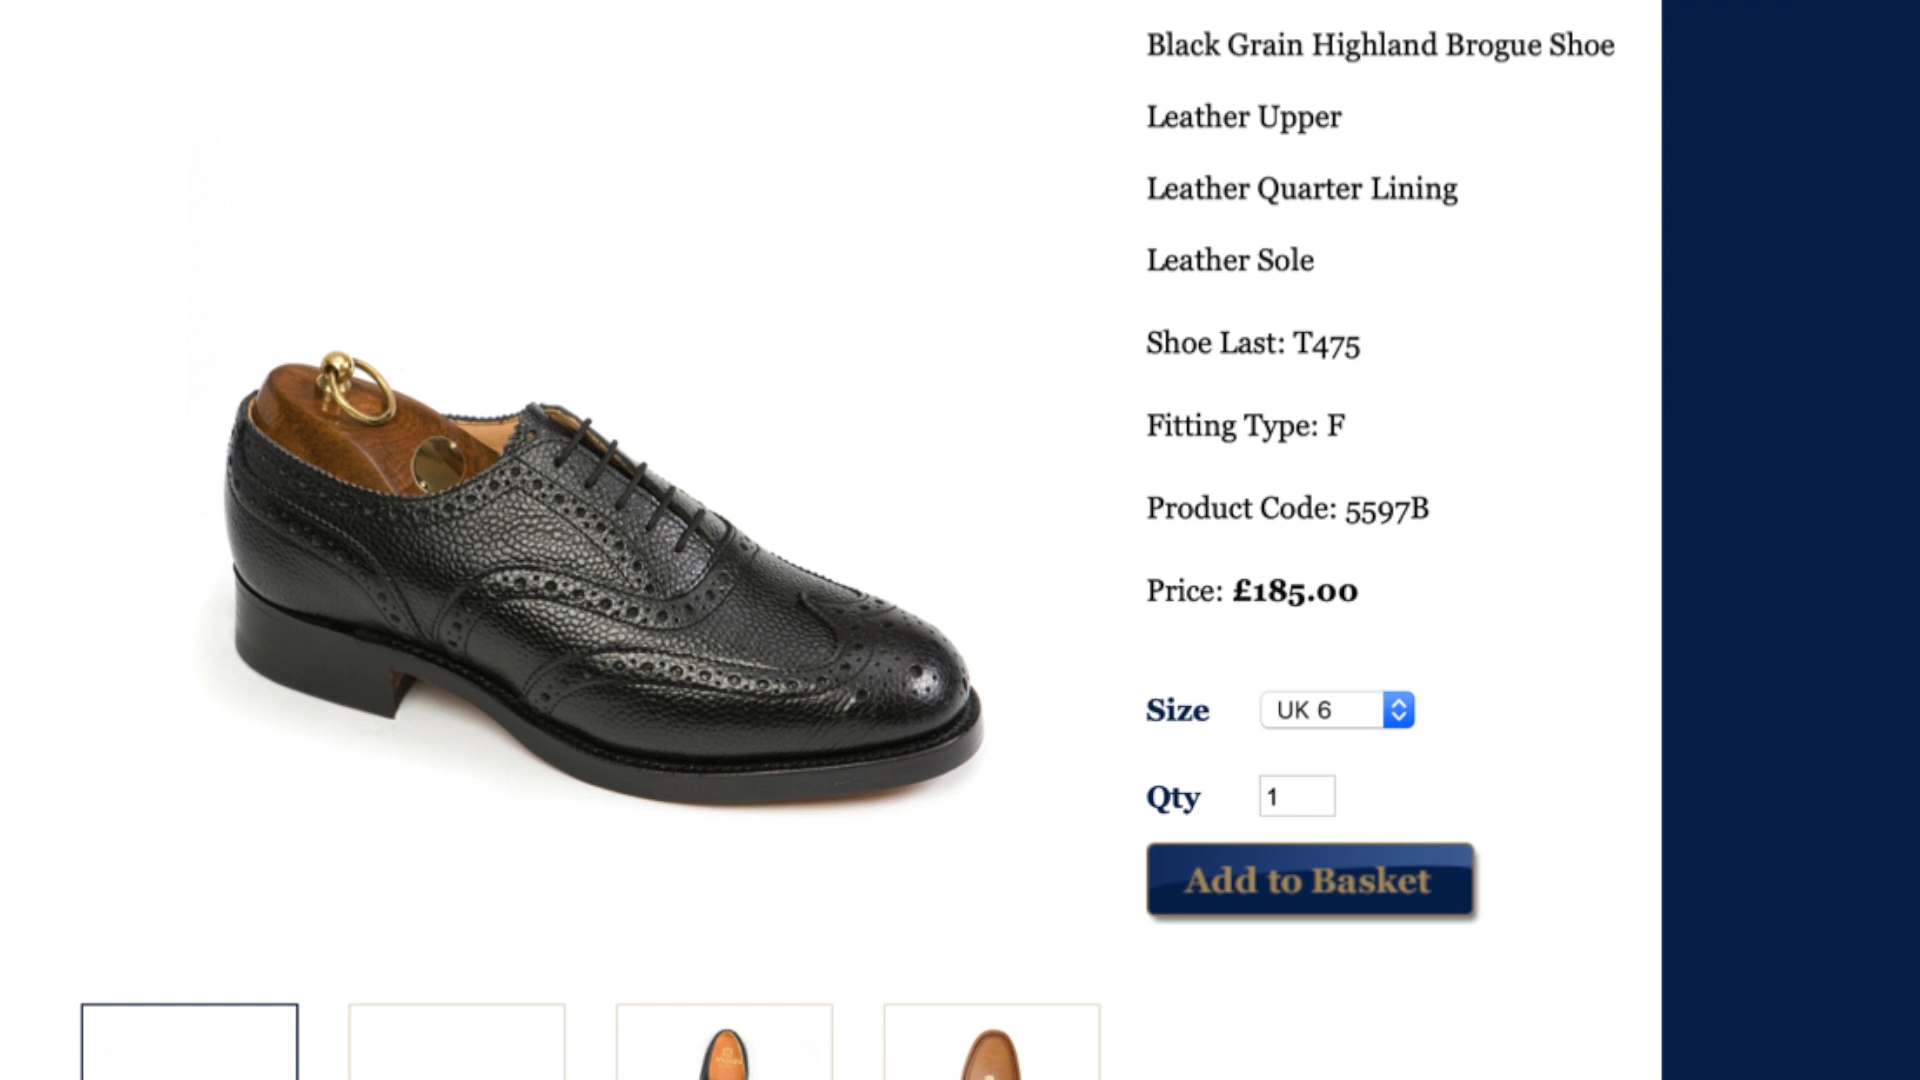 Black Grain Highland Brogue Shoe
Leather Upper
Leather Quarter Lining
Leather Sole
Shoe Last: T475
Fitting Type: F
Product Code: 5597B
Price: £185.00
Size UK 6
Qty 1
Add to Basket